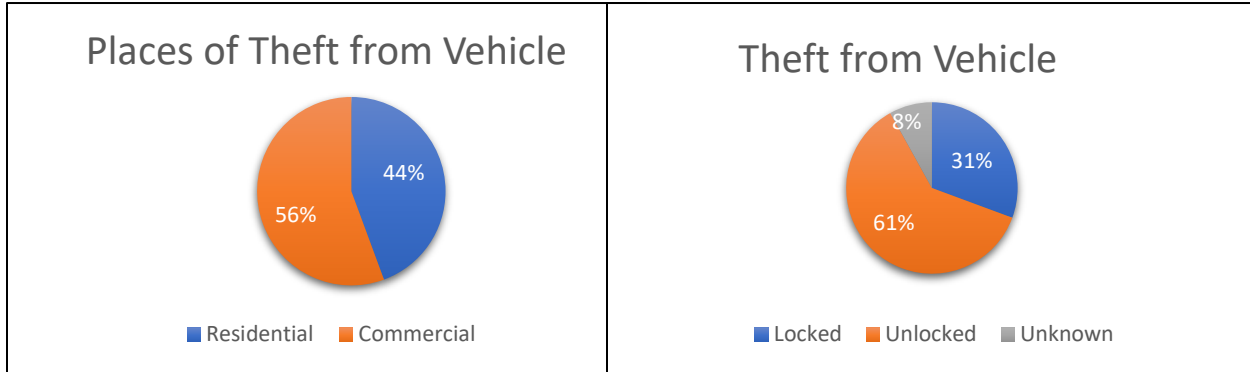 Places of Theft from Vehicle
44%
56%
Residential Commercial
Theft from Vehicle
8%
31%
61%
Locked Unlocked Unknown